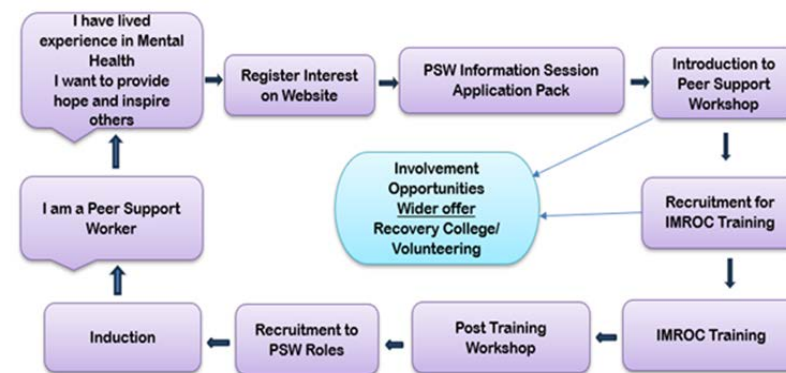 I have lived
experience in Mental
Health
I want to provide
hope and inspire
others
Register Interest
on Website
PSW Information Session
Application Pack
Introduction to
Peer Support
Workshop
Involvement
Opportunities
Wider offer
Recovery College/
Volunteering
I am a Peer Support
Worker
Recruitment for
IMROC Training
Induction
Recruitment to
PSW Roles
Post Training
Workshop
IMROC Training